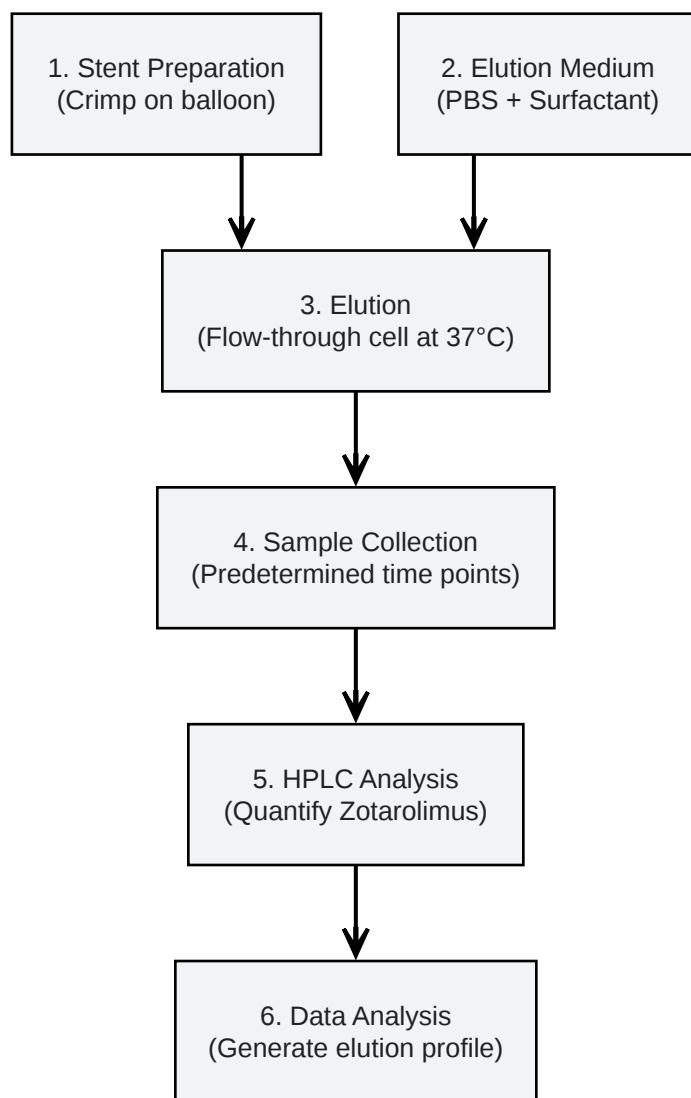 1. Stent Preparation
(Crimp on balloon)
2. Elution Medium
(PBS + Surfactant)
3. Elution
(Flow-through cell at 37°C)
4. Sample Collection
(Predetermined time points)
5. HPLC Analysis
(Quantify Zotarolimus)
6. Data Analysis
(Generate elution profile)